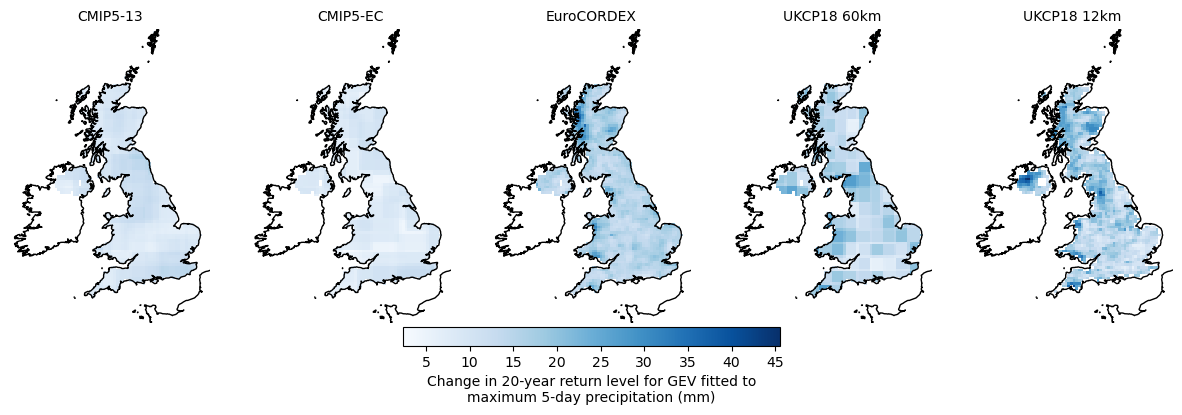 CMIP5-13 CMIP5-EC EuroCORDEX UKCP18 60km UKCP18 12km
5 10 15 20 25 30 35 40 45
Change in 20-year return level for GEV fitted to
maximum 5-day precipitation (mm)